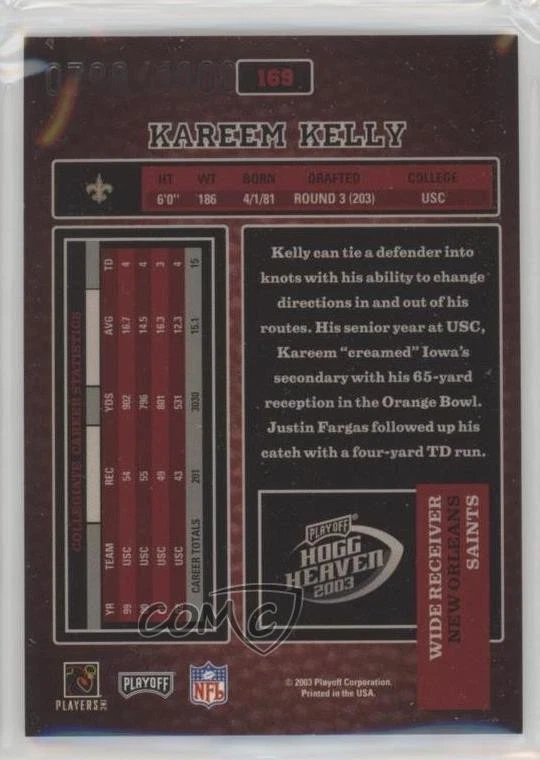 169
KAREEM KELLY
HT WT BORN DRAFTED COLLEGE
6'0" 186 4/1/81 ROUND 3 (203) USC
COLLEGIATE CAREER STATISTICS
YR TEAM REC YDS AVG TD
99 USC 54 902 16.7 4
USC 55 796 14.5 4
USC 49 801 16.3 3
USC 43 531 12.3 4
CAREER TOTALS 201 3030 15.1 15
Kelly can tie a defender into
knots with his ability to change
directions in and out of his
routes. His senior year at USC,
Kareem “creamed” Iowa's
secondary with his 65-yard
reception in the Orange Bowl.
Justin Fargas followed up his
catch with a four-yard TD run.
PLAYOFF®
HOGG
HEAVEN
2003
WIDE RECEIVER
NEW ORLEANS
SAINTS
COMC
PLAYERS INC
PLAYOFF
NFL
© 2003 Playoff Corporation.
Printed in the USA.